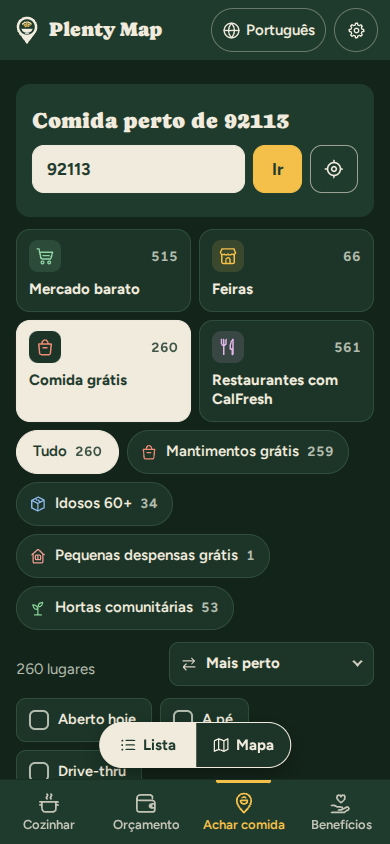 Plenty Map
Português
Comida perto de 92113
92113
Ir
515
Mercado barato
66
Feiras
260
Comida grátis
561
Restaurantes com
CalFresh
Tudo 260
Mantimentos grátis 259
Idosos 60+ 34
Pequenas despensas grátis 1
Hortas comunitárias 53
260 lugares
Mais perto
Aberto hoje
A pé
Lista
Mapa
Drive-thru
Cozinhar
Orçamento
Achar comida
Benefícios